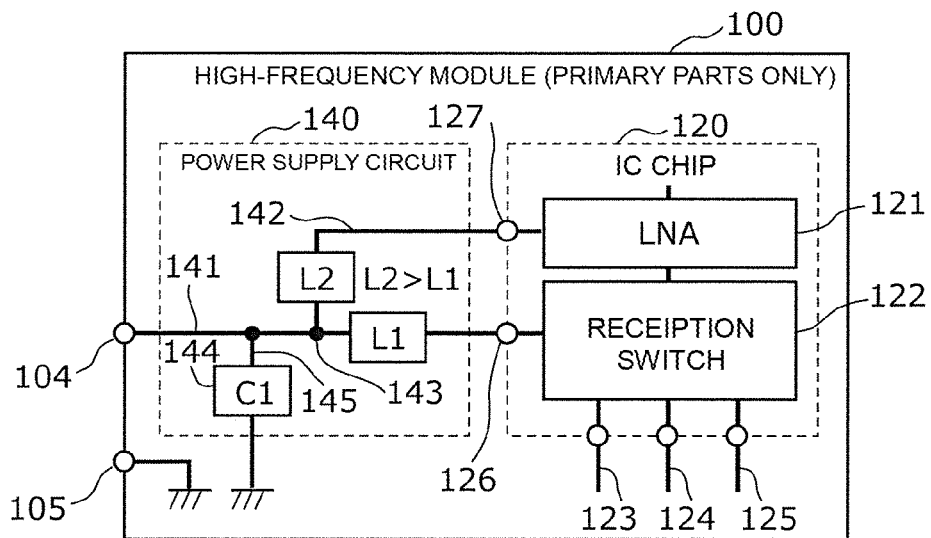 100
HIGH-FREQUENCY MODULE (PRIMARY PARTS ONLY)
140
127
120
POWER SUPPLY CIRCUIT
IC CHIP
142
LNA
121
L2
L2>L1
141
122
L1
RECEIPTION
SWITCH
104
144
C1
145
143
126
105
123
124
125